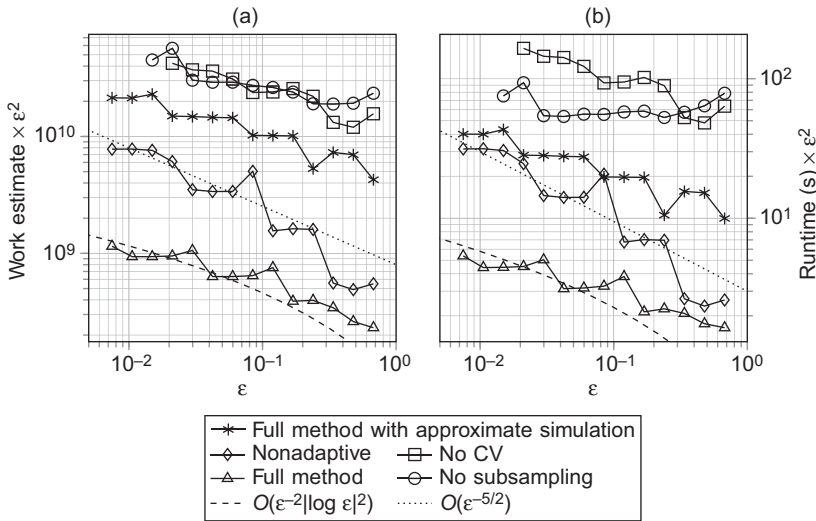 (a)
(b)
Work estimate × ε²
10¹⁰
10⁹
10⁻²
10⁻¹
10⁰
ε
10²
10¹
Runtime (s) × ε²
10⁻²
10⁻¹
10⁰
ε
Full method with approximate simulation
Nonadaptive
No CV
Full method
No subsampling
O(ε⁻²|log ε|²)
O(ε⁻⁵/²)